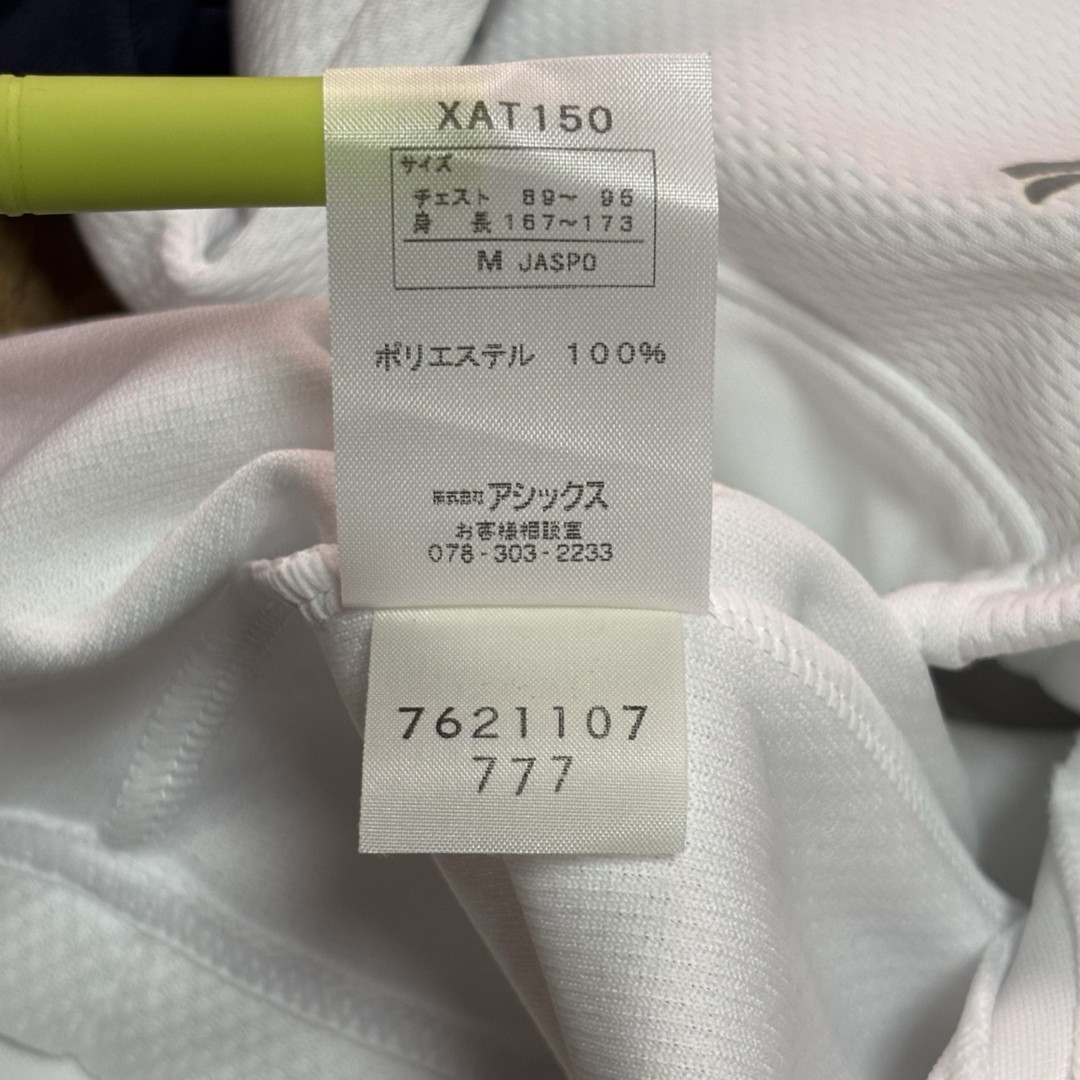 XAT150
サイズ
チェスト 89～ 95
身 長 167～173
M JASPO
ポリエステル 100%
株式会社アシックス
お客様相談室
078-303-2233
7621107
777